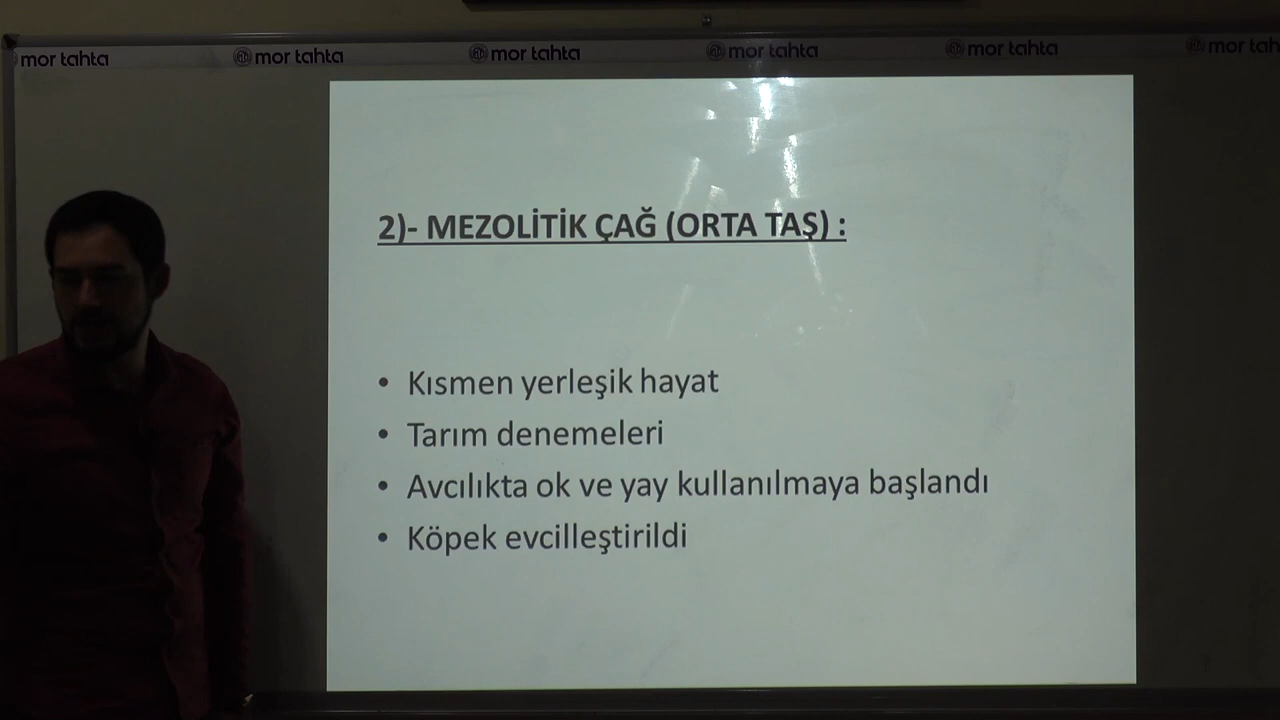 mor tahta mor tahta mor tahta mor tahta mor tahta mor tahta
2)- MEZOLİTİK ÇAĞ (ORTA TAŞ) :
• Kısmen yerleşik hayat
• Tarım denemeleri
• Avcılıkta ok ve yay kullanılmaya başlandı
• Köpek evcilleştirildi